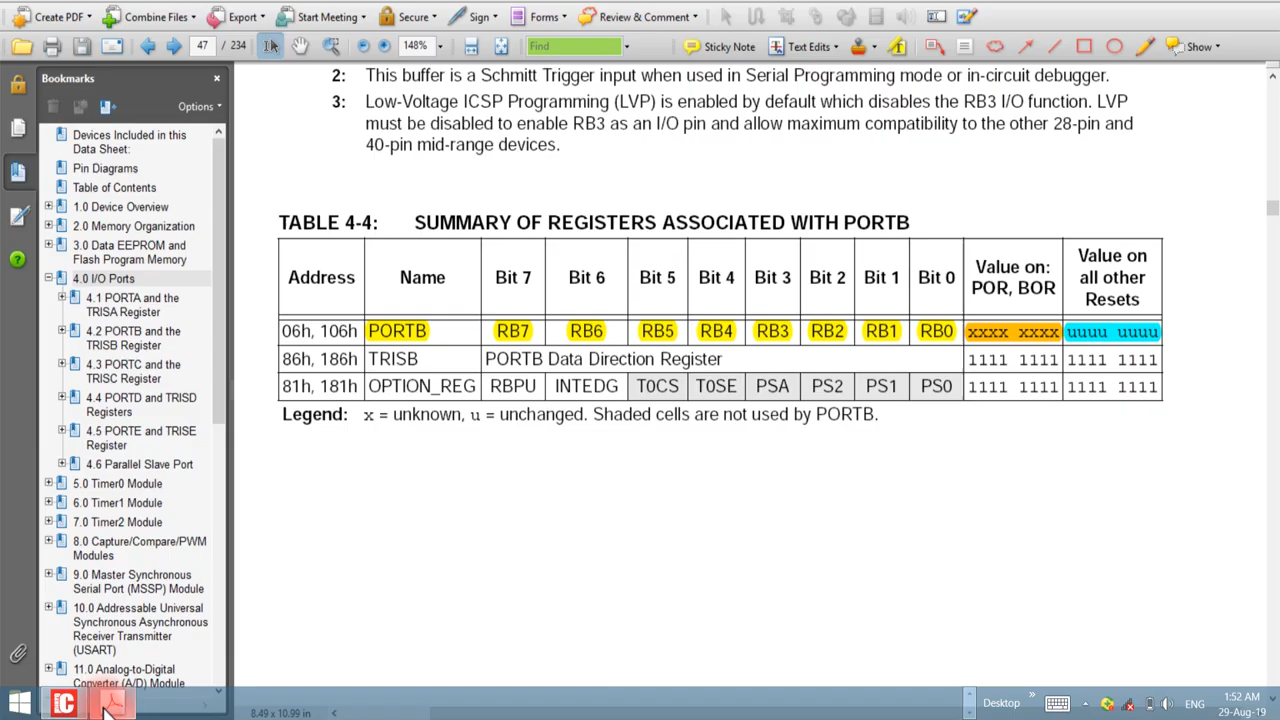 Create PDF Combine Files Export Start Meeting Secure Sign Forms Review & Comment
47 / 234 148% Find Sticky Note Text Edits Show
Bookmarks ×
Options
Devices Included in this
Data Sheet:
Pin Diagrams
Table of Contents
1.0 Device Overview
2.0 Memory Organization
3.0 Data EEPROM and
Flash Program Memory
4.0 I/O Ports
4.1 PORTA and the
TRISA Register
4.2 PORTB and the
TRISB Register
4.3 PORTC and the
TRISC Register
4.4 PORTD and TRISD
Registers
4.5 PORTE and TRISE
Register
4.6 Parallel Slave Port
5.0 Timer0 Module
6.0 Timer1 Module
7.0 Timer2 Module
8.0 Capture/Compare/PWM
Modules
9.0 Master Synchronous
Serial Port (MSSP) Module
10.0 Addressable Universal
Synchronous Asynchronous
Receiver Transmitter
(USART)
11.0 Analog-to-Digital
Converter (A/D) Module
2: This buffer is a Schmitt Trigger input when used in Serial Programming mode or in-circuit debugger.
3: Low-Voltage ICSP Programming (LVP) is enabled by default which disables the RB3 I/O function. LVP
must be disabled to enable RB3 as an I/O pin and allow maximum compatibility to the other 28-pin and
40-pin mid-range devices.
TABLE 4-4: SUMMARY OF REGISTERS ASSOCIATED WITH PORTB
Address Name Bit 7 Bit 6 Bit 5 Bit 4 Bit 3 Bit 2 Bit 1 Bit 0 Value on: POR, BOR Value on all other Resets
06h, 106h PORTB RB7 RB6 RB5 RB4 RB3 RB2 RB1 RB0 xxxx xxxx uuuu uuuu
86h, 186h TRISB PORTB Data Direction Register 1111 1111 1111 1111
81h, 181h OPTION_REG RBPU INTEDG T0CS T0SE PSA PS2 PS1 PS0 1111 1111 1111 1111
Legend: x = unknown, u = unchanged. Shaded cells are not used by PORTB.
8.49 x 10.99 in
Desktop » ENG 1:52 AM
29-Aug-19